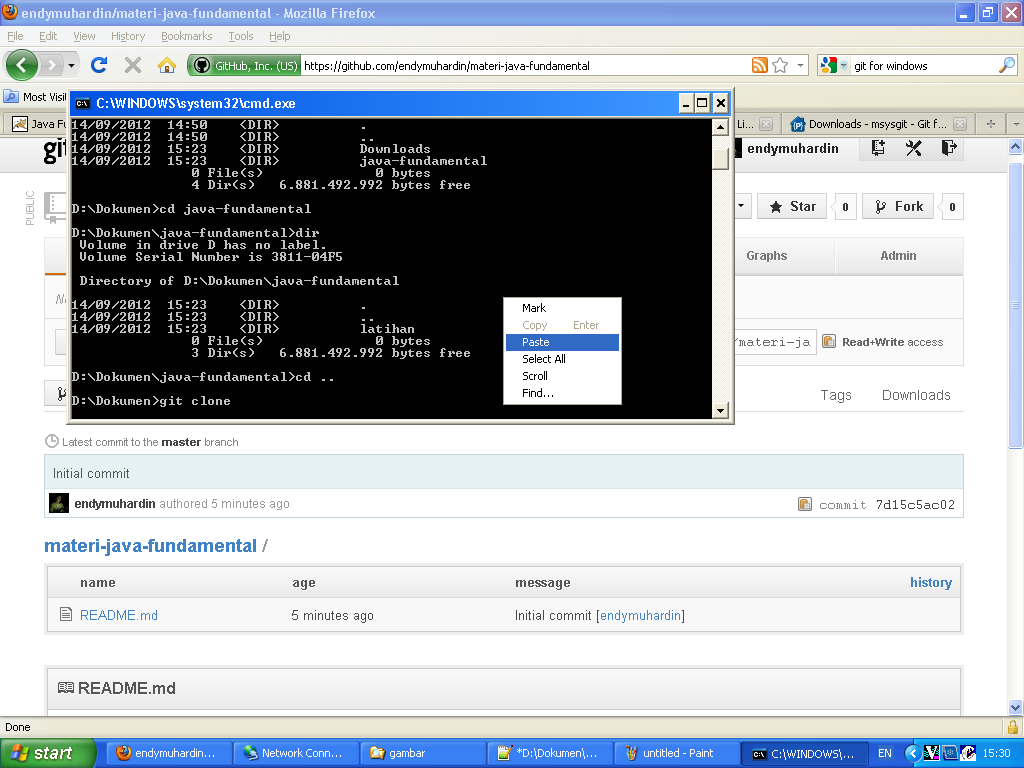 endymuhardin/materi-java-fundamental - Mozilla Firefox
File Edit View History Bookmarks Tools Help
GitHub, Inc. (US) https://github.com/endymuhardin/materi-java-fundamental git for windows
Most Visi
C:\WINDOWS\system32\cmd.exe
Java Fu Li... Downloads - msysgit - Git f...
14/09/2012 14:50 <DIR> .
14/09/2012 14:50 <DIR> ..
14/09/2012 15:23 <DIR> Downloads
14/09/2012 15:23 <DIR> java-fundamental
0 File(s) 0 bytes
4 Dir(s) 6.881.492.992 bytes free
D:\Dokumen>cd java-fundamental
D:\Dokumen\java-fundamental>dir
Volume in drive D has no label.
Volume Serial Number is 3811-04F5
Directory of D:\Dokumen\java-fundamental
14/09/2012 15:23 <DIR> .
14/09/2012 15:23 <DIR> ..
14/09/2012 15:23 <DIR> latihan
0 File(s) 0 bytes
3 Dir(s) 6.881.492.992 bytes free
D:\Dokumen\java-fundamental>cd ..
D:\Dokumen>git clone
Mark
Copy Enter
Paste
Select All
Scroll
Find...
git
endymuhardin
PUBLIC
Star 0 Fork 0
Graphs Admin
No
/materi-ja Read+Write access
Tags Downloads
Latest commit to the master branch
Initial commit
endymuhardin authored 5 minutes ago commit 7d15c5ac02
materi-java-fundamental /
name age message history
README.md 5 minutes ago Initial commit [endymuhardin]
README.md
Done
start endymuhardin... Network Conn... gambar *D:\Dokumen\... untitled - Paint C:\WINDOWS\... EN 15:30